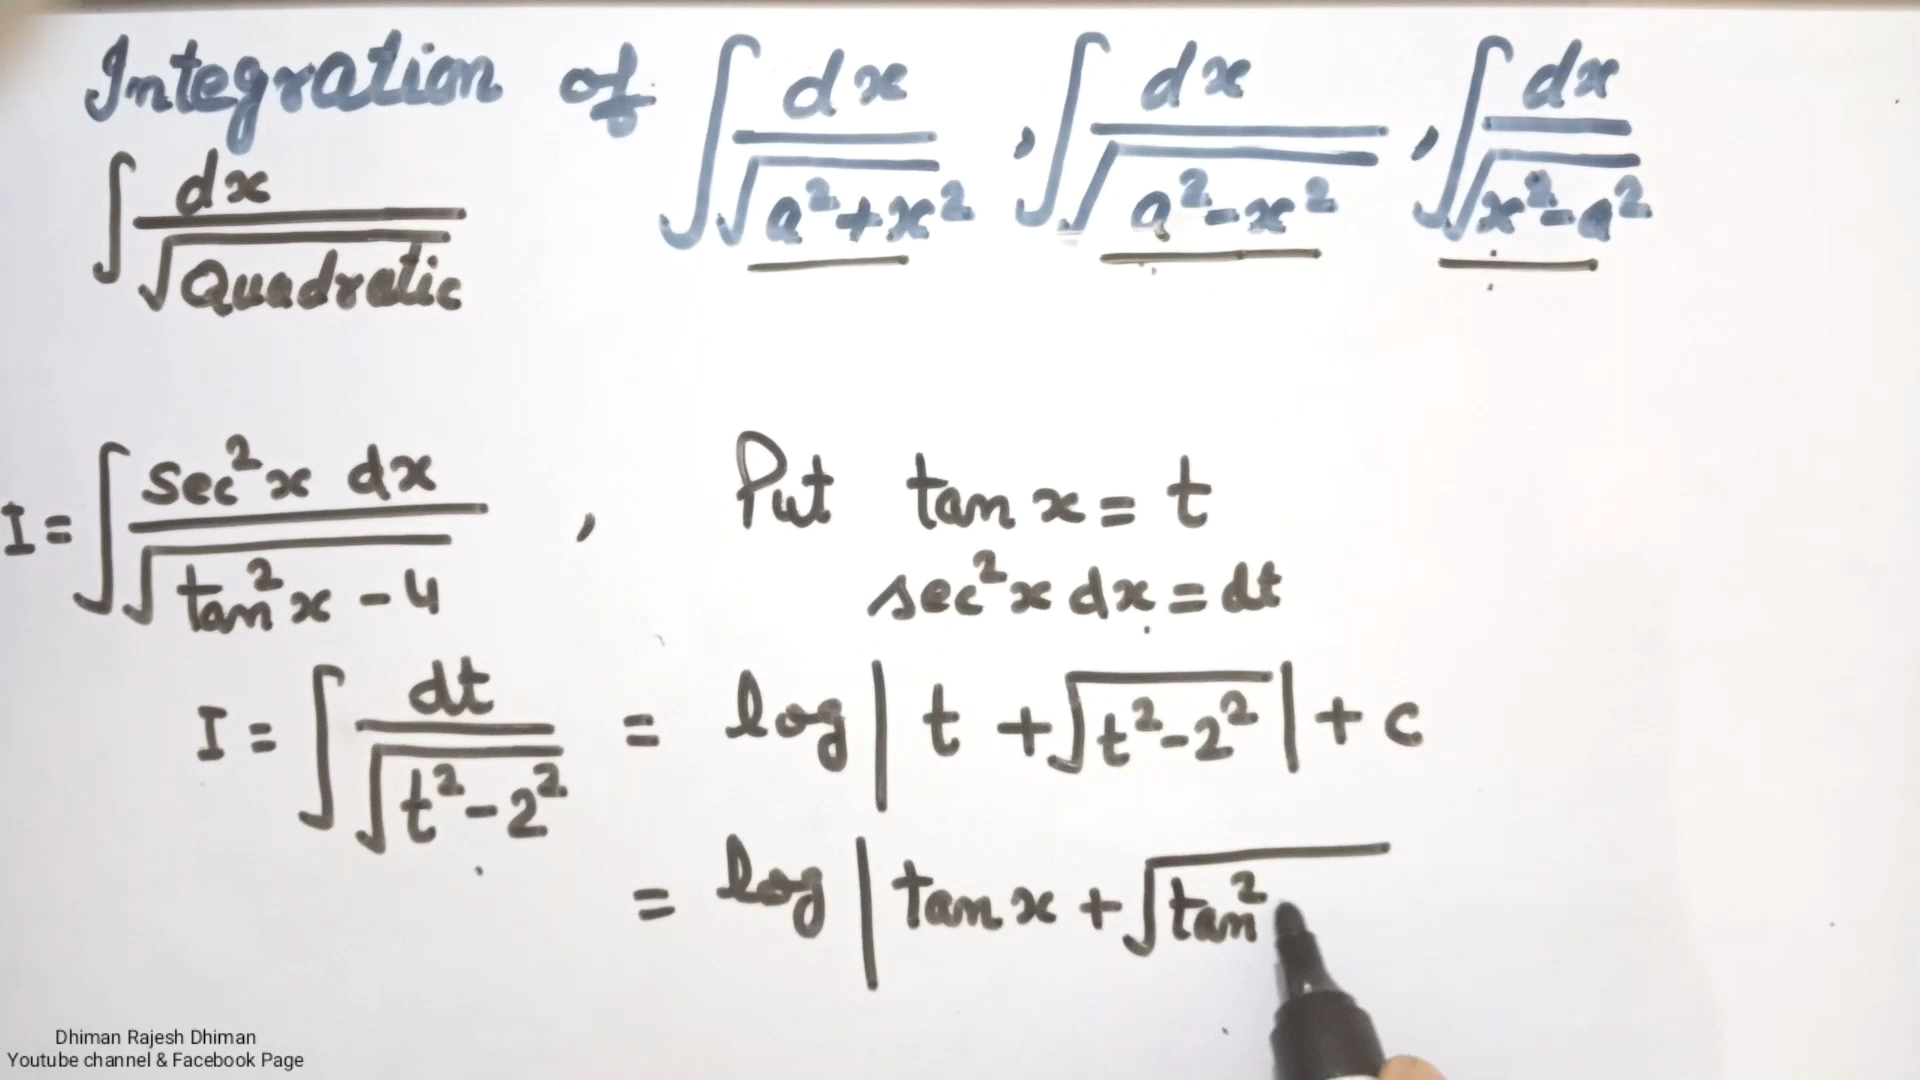 Integration of ∫ dx/√(a²+x²) , ∫ dx/√(a²-x²) , ∫ dx/√(x²-a²)
∫ dx/√Quadratic
I = ∫ sec²x dx/√(tan²x - 4) , Put tan x = t
sec²x dx = dt
I = ∫ dt/√(t²-2²) = log | t + √(t²-2²) | + c
= log | tan x + √tan²
Dhiman Rajesh Dhiman
Youtube channel & Facebook Page